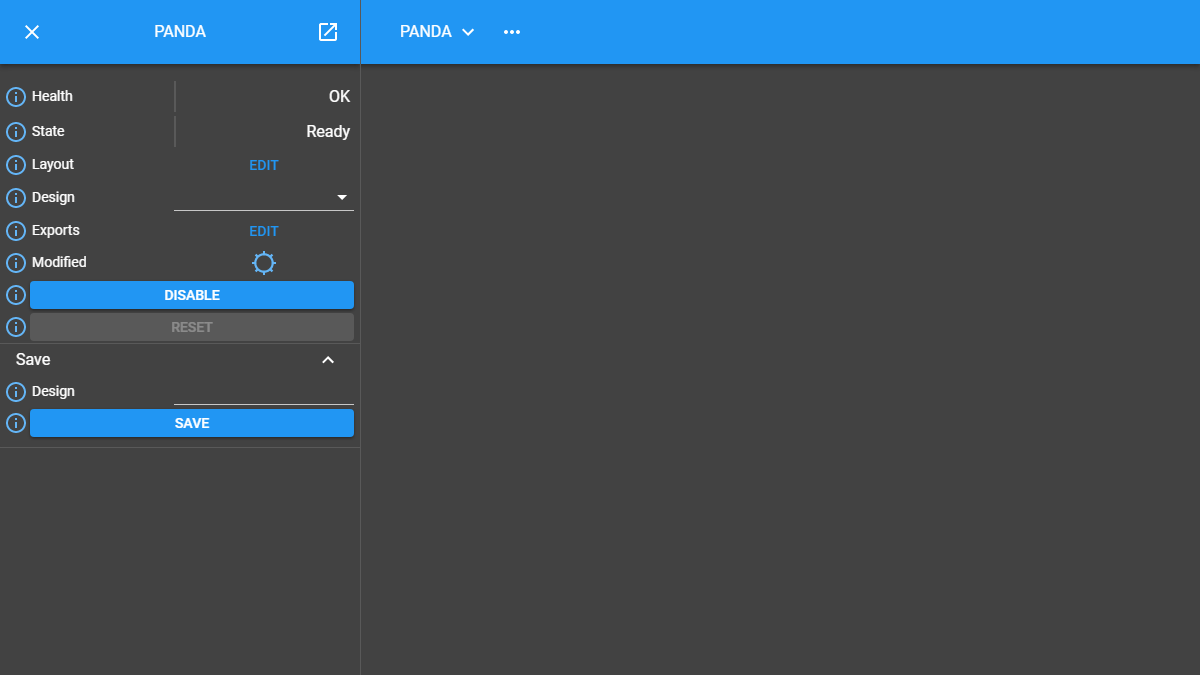 PANDA
PANDA
Health OK
State Ready
Layout EDIT
Design
Exports EDIT
Modified
DISABLE
RESET
Save
Design
SAVE